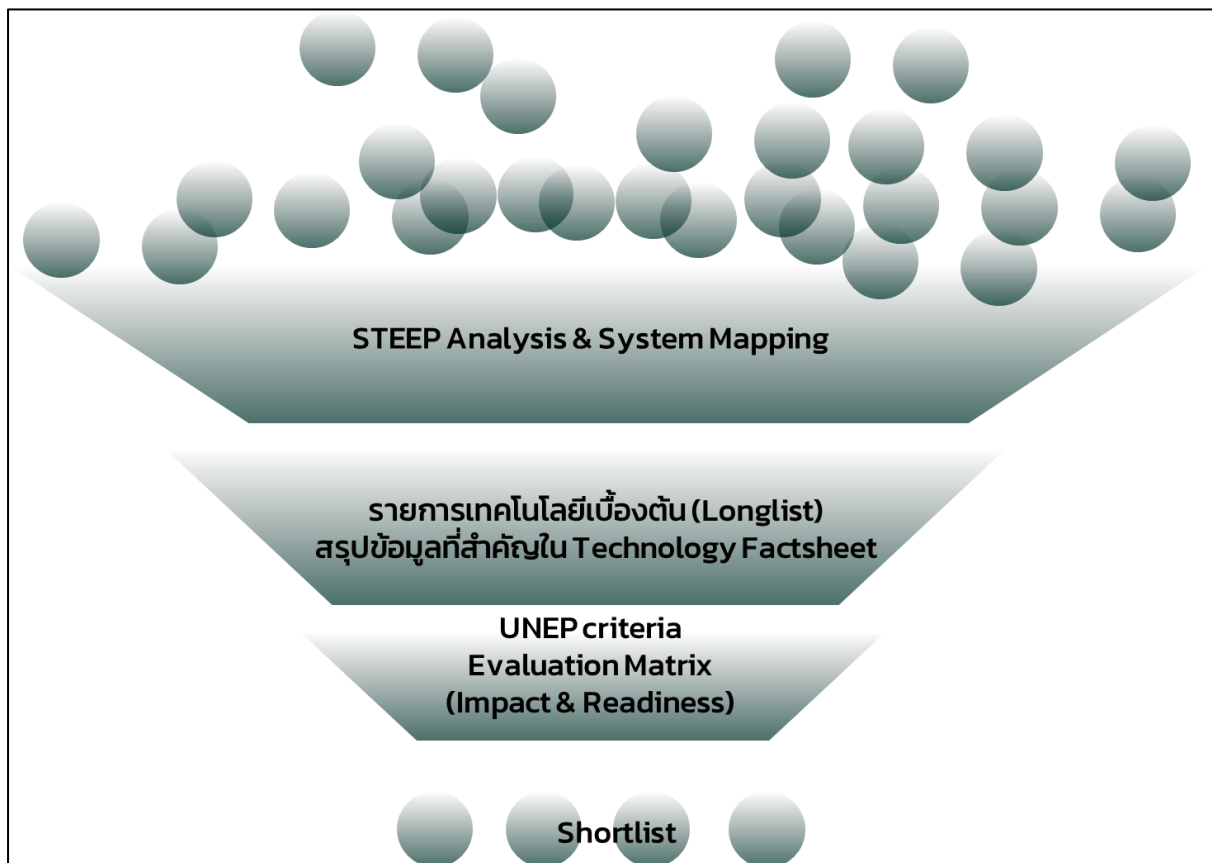 STEEP Analysis & System Mapping
รายการเทคโนโลยีเบื้องต้น (Longlist)
สรุปข้อมูลที่สำคัญใน Technology Factsheet
UNEP criteria
Evaluation Matrix
(Impact & Readiness)
Shortlist